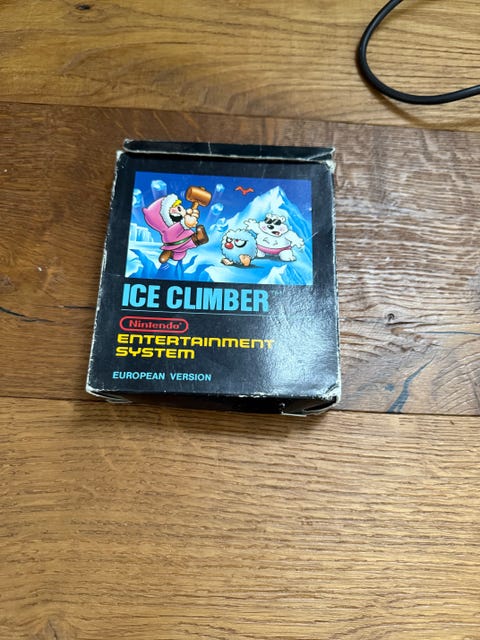 ICE CLIMBER
Nintendo
ENTERTAINMENT
SYSTEM
EUROPEAN VERSION